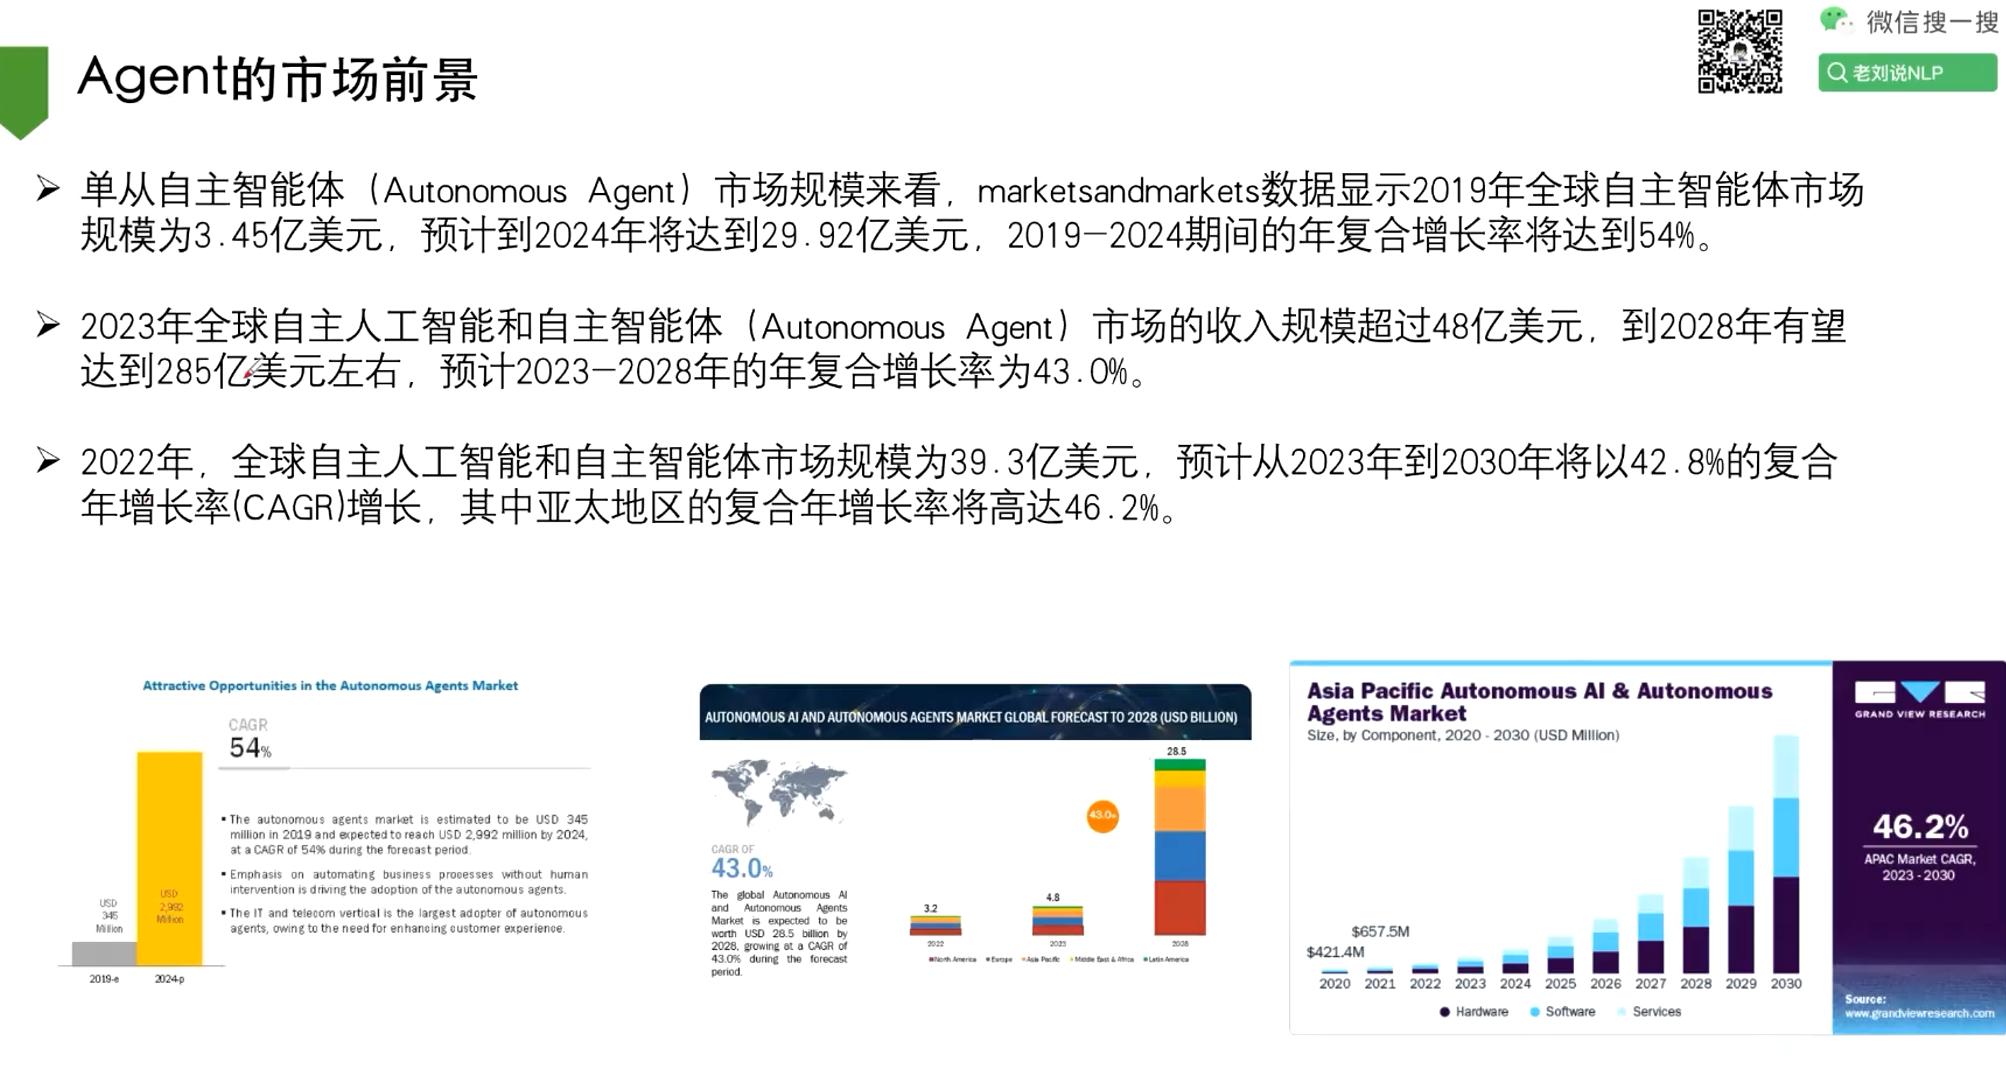 微信搜一搜
老刘说NLP
Agent的市场前景
单从自主智能体（Autonomous Agent）市场规模来看，marketsandmarkets数据显示2019年全球自主智能体市场
规模为3.45亿美元，预计到2024年将达到29.92亿美元，2019—2024期间的年复合增长率将达到54%。
2023年全球自主人工智能和自主智能体（Autonomous Agent）市场的收入规模超过48亿美元，到2028年有望
达到285亿美元左右，预计2023—2028年的年复合增长率为43.0%。
2022年，全球自主人工智能和自主智能体市场规模为39.3亿美元，预计从2023年到2030年将以42.8%的复合
年增长率(CAGR)增长，其中亚太地区的复合年增长率将高达46.2%。
Attractive Opportunities in the Autonomous Agents Market
CAGR
54%
The autonomous agents market is estimated to be USD 345
million in 2019 and expected to reach USD 2,992 million by 2024,
at a CAGR of 54% during the forecast period.
Emphasis on automating business processes without human
intervention is driving the adoption of the autonomous agents.
The IT and telecom vertical is the largest adopter of autonomous
agents, owing to the need for enhancing customer experience.
USD
345
Million
USD
2,992
Million
2019-e
2024-p
AUTONOMOUS AI AND AUTONOMOUS AGENTS MARKET GLOBAL FORECAST TO 2028 (USD BILLION)
CAGR OF
43.0%
The global Autonomous AI
and Autonomous Agents
Market is expected to be
worth USD 28.5 billion by
2028, growing at a CAGR of
43.0% during the forecast
period.
3.2
4.8
43.0%
28.5
2022
2023
2028
North America
Europe
Asia Pacific
Middle East & Africa
Latin America
Asia Pacific Autonomous AI & Autonomous
Agents Market
Size, by Component, 2020 - 2030 (USD Million)
$421.4M
$657.5M
2020 2021 2022 2023 2024 2025 2026 2027 2028 2029 2030
Hardware
Software
Services
GRAND VIEW RESEARCH
46.2%
APAC Market CAGR,
2023 - 2030
Source:
www.grandviewresearch.com